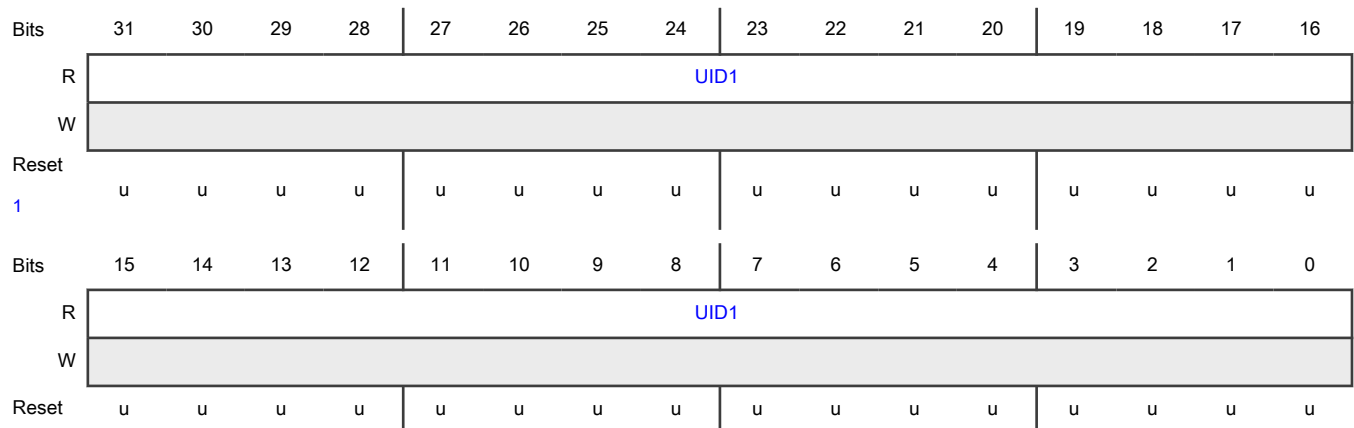 Bits 31 30 29 28 27 26 25 24 23 22 21 20 19 18 17 16
R UID1
W
Reset
1 u u u u u u u u u u u u u u u u
Bits 15 14 13 12 11 10 9 8 7 6 5 4 3 2 1 0
R UID1
W
Reset u u u u u u u u u u u u u u u u